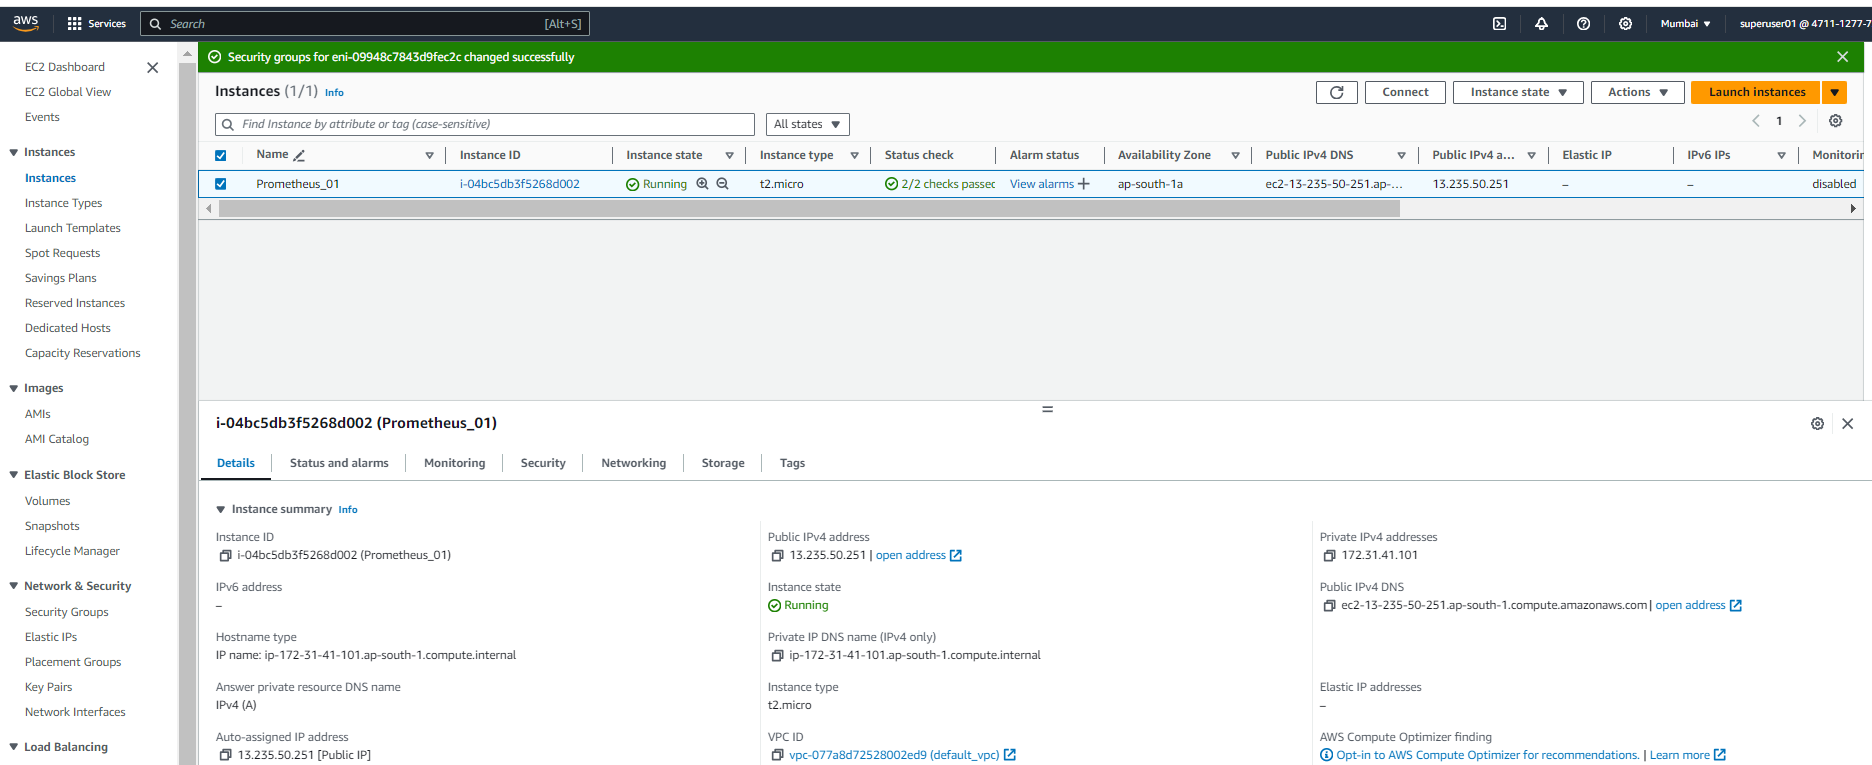 aws
Services
Search
[Alt+S]
Mumbai
superuser01 @ 4711-1277-7
EC2 Dashboard
EC2 Global View
Events
Instances
Instances
Instance Types
Launch Templates
Spot Requests
Savings Plans
Reserved Instances
Dedicated Hosts
Capacity Reservations
Images
AMIs
AMI Catalog
Elastic Block Store
Volumes
Snapshots
Lifecycle Manager
Network & Security
Security Groups
Elastic IPs
Placement Groups
Key Pairs
Network Interfaces
Load Balancing
Security groups for eni-09948c7843d9fec2c changed successfully
Instances (1/1) Info
Connect
Instance state
Actions
Launch instances
Find Instance by attribute or tag (case-sensitive)
All states
1
Name Instance ID Instance state Instance type Status check Alarm status Availability Zone Public IPv4 DNS Public IPv4 a... Elastic IP IPv6 IPs Monitorin
Prometheus_01 i-04bc5db3f5268d002 Running t2.micro 2/2 checks passec View alarms + ap-south-1a ec2-13-235-50-251.ap-... 13.235.50.251 – – disabled
i-04bc5db3f5268d002 (Prometheus_01)
Details Status and alarms Monitoring Security Networking Storage Tags
Instance summary Info
Instance ID
i-04bc5db3f5268d002 (Prometheus_01)
Public IPv4 address
13.235.50.251 | open address
Private IPv4 addresses
172.31.41.101
IPv6 address
–
Instance state
Running
Public IPv4 DNS
ec2-13-235-50-251.ap-south-1.compute.amazonaws.com | open address
Hostname type
IP name: ip-172-31-41-101.ap-south-1.compute.internal
Private IP DNS name (IPv4 only)
ip-172-31-41-101.ap-south-1.compute.internal
Answer private resource DNS name
IPv4 (A)
Instance type
t2.micro
Elastic IP addresses
–
Auto-assigned IP address
13.235.50.251 [Public IP]
VPC ID
vpc-077a8d72528002ed9 (default_vpc)
AWS Compute Optimizer finding
Opt-in to AWS Compute Optimizer for recommendations. | Learn more